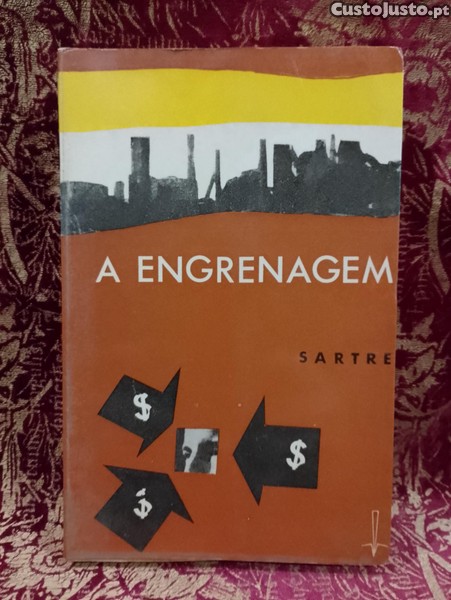 CustoJusto.pt
A ENGRENAGEM
SARTRE
$
$
$